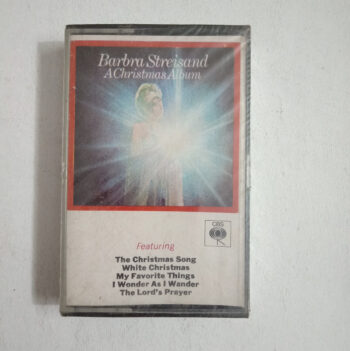 Barbra Streisand
A Christmas Album
CBS
Featuring
The Christmas Song
White Christmas
My Favorite Things
I Wonder As I Wander
The Lord's Prayer